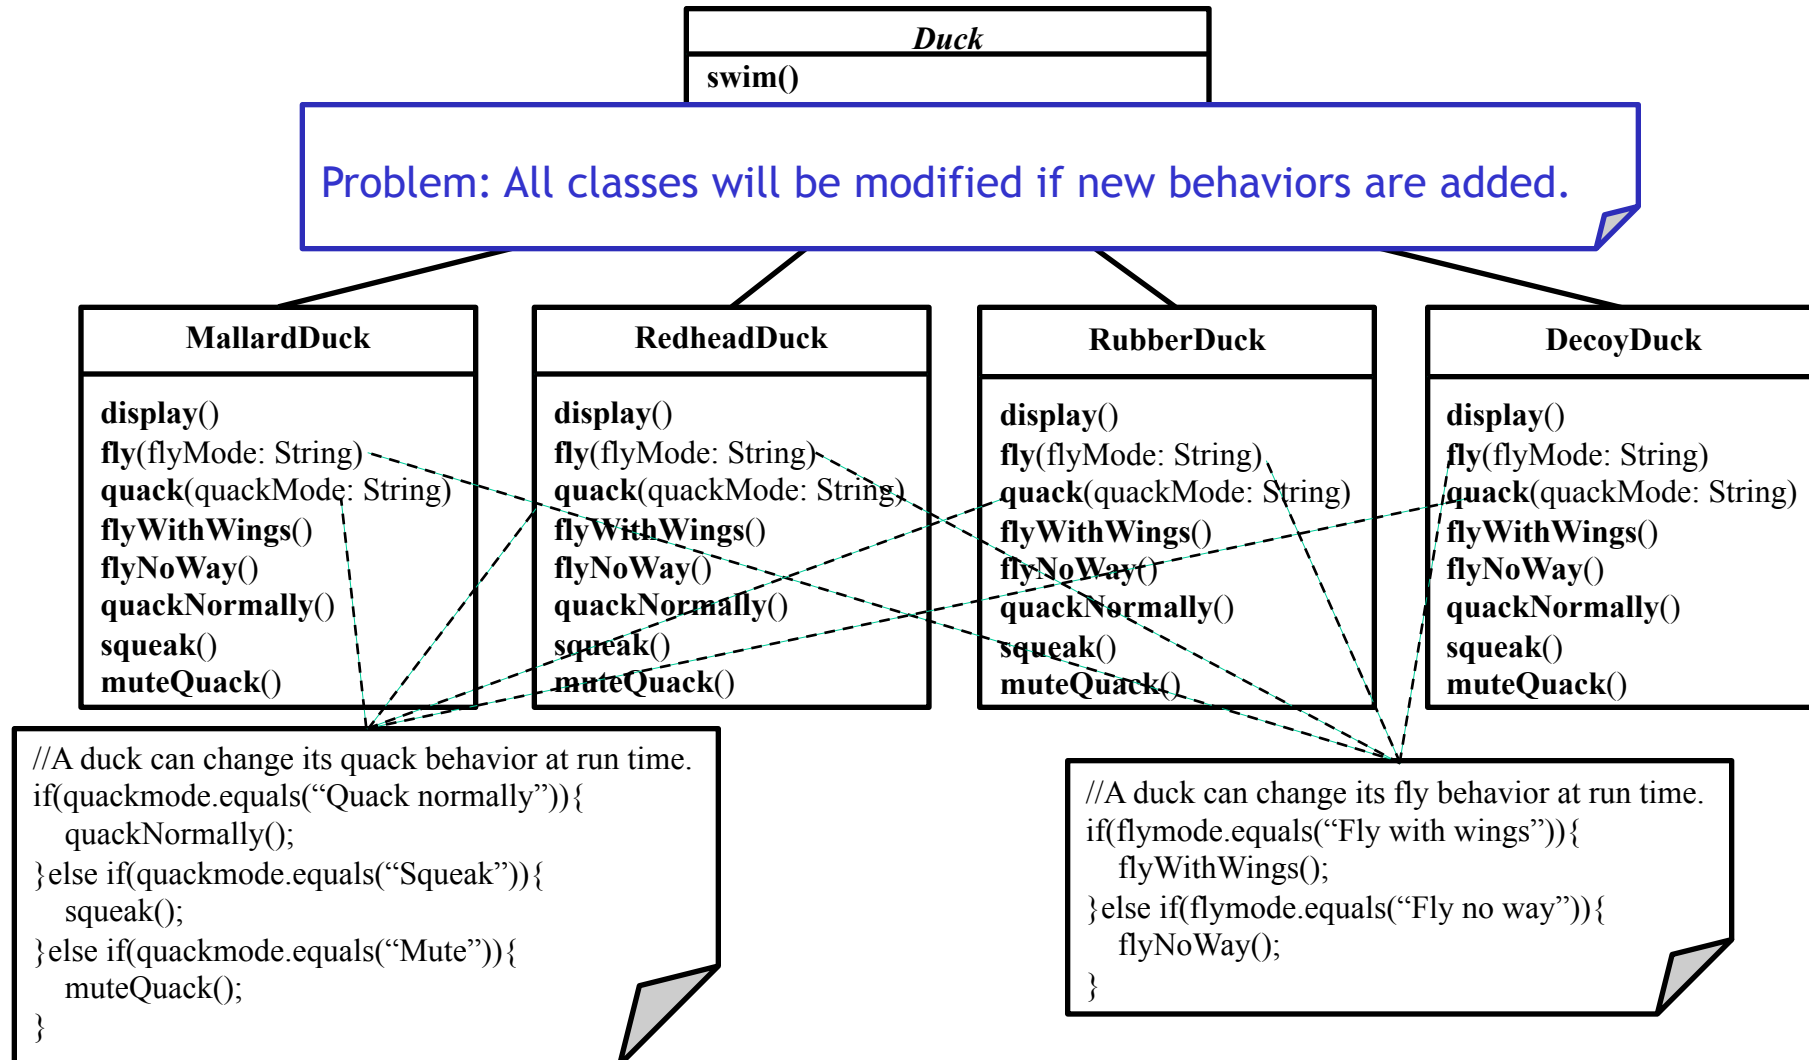 Duck
swim()
Problem: All classes will be modified if new behaviors are added.
MallardDuck
display()
fly(flyMode: String)
quack(quackMode: String)
flyWithWings()
flyNoWay()
quackNormally()
squeak()
muteQuack()
RedheadDuck
display()
fly(flyMode: String)
quack(quackMode: String)
flyWithWings()
flyNoWay()
quackNormally()
squeak()
muteQuack()
RubberDuck
display()
fly(flyMode: String)
quack(quackMode: String)
flyWithWings()
flyNoWay()
quackNormally()
squeak()
muteQuack()
DecoyDuck
display()
fly(flyMode: String)
quack(quackMode: String)
flyWithWings()
flyNoWay()
quackNormally()
squeak()
muteQuack()
//A duck can change its quack behavior at run time.
if(quackmode.equals(“Quack normally”)){
quackNormally();
}else if(quackmode.equals(“Squeak”)){
squeak();
}else if(quackmode.equals(“Mute”)){
muteQuack();
}
//A duck can change its fly behavior at run time.
if(flymode.equals(“Fly with wings”)){
flyWithWings();
}else if(flymode.equals(“Fly no way”)){
flyNoWay();
}